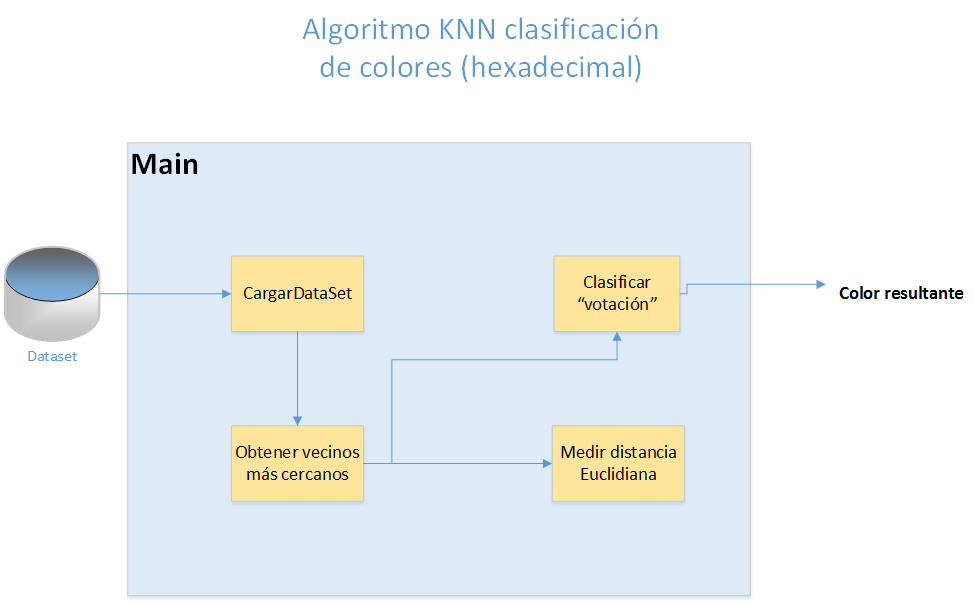 Algoritmo KNN clasificación
de colores (hexadecimal)
Main
CargarDataSet
Clasificar
“votación”
Color resultante
Dataset
Obtener vecinos
más cercanos
Medir distancia
Euclidiana